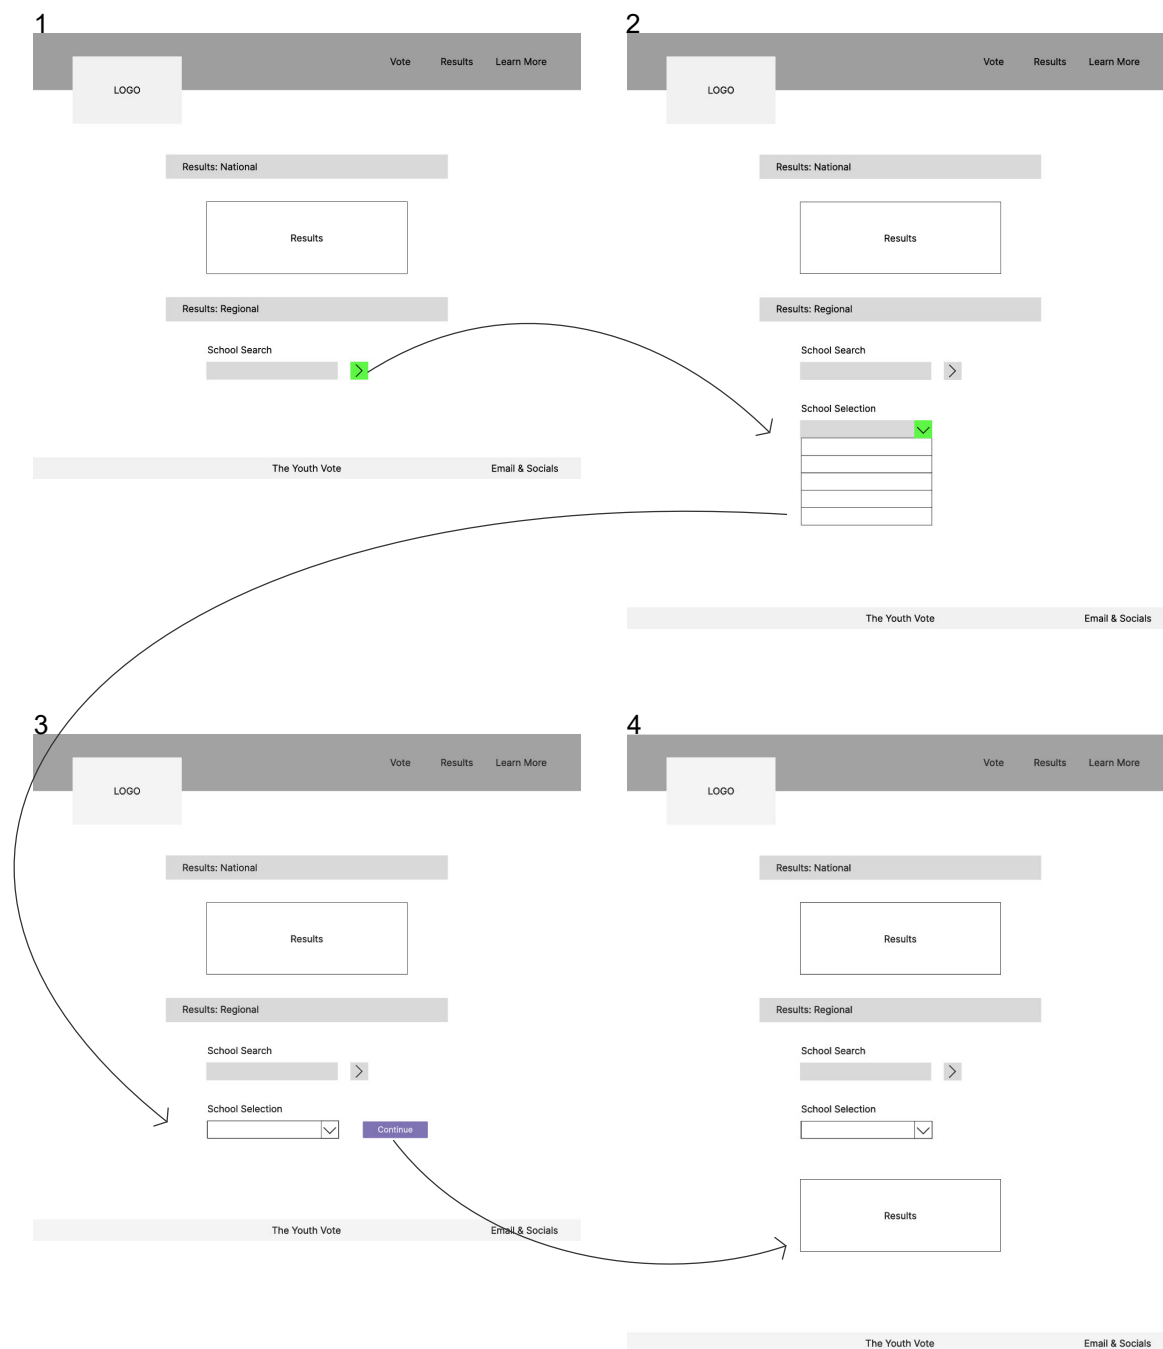 1
Vote Results Learn More
LOGO
Results: National
Results
Results: Regional
School Search
The Youth Vote Email & Socials
2
Vote Results Learn More
LOGO
Results: National
Results
Results: Regional
School Search
School Selection
The Youth Vote Email & Socials
3
Vote Results Learn More
LOGO
Results: National
Results
Results: Regional
School Search
School Selection
Continue
The Youth Vote Email & Socials
4
Vote Results Learn More
LOGO
Results: National
Results
Results: Regional
School Search
School Selection
Results
The Youth Vote Email & Socials